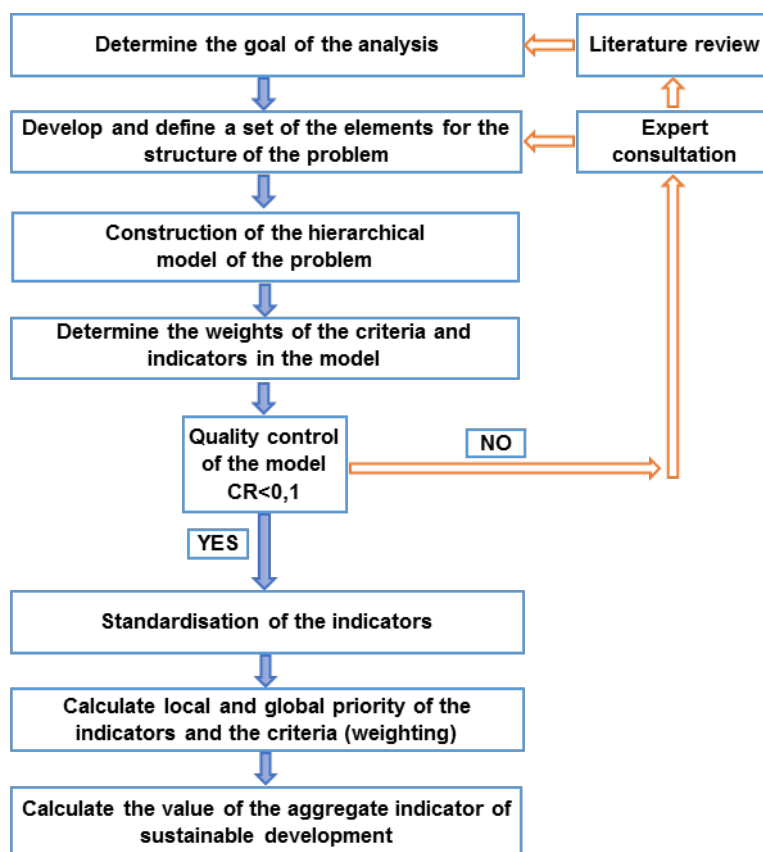 Determine the goal of the analysis
Literature review
Develop and define a set of the elements for the
structure of the problem
Expert
consultation
Construction of the hierarchical
model of the problem
Determine the weights of the criteria and
indicators in the model
Quality control
of the model
CR<0,1
NO
YES
Standardisation of the indicators
Calculate local and global priority of the
indicators and the criteria (weighting)
Calculate the value of the aggregate indicator of
sustainable development